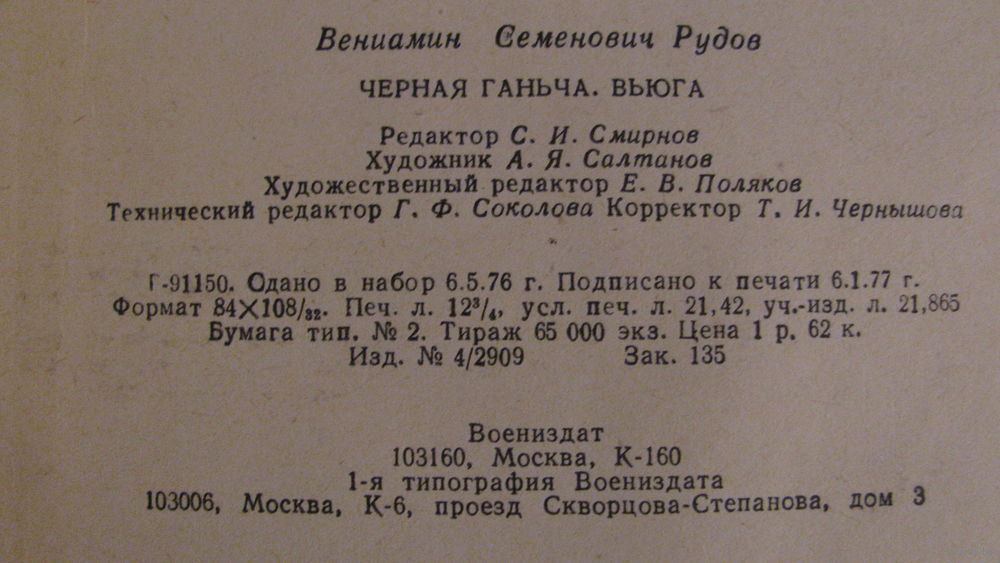 Вениамин Семенович Рудов
ЧЕРНАЯ ГАНЬЧА. ВЬЮГА
Редактор С. И. Смирнов
Художник А. Я. Салтанов
Художественный редактор Е. В. Поляков
Технический редактор Г. Ф. Соколова Корректор Т. И. Чернышова
Г-91150. Сдано в набор 6.5.76 г. Подписано к печати 6.1.77 г.
Формат 84×108/₃₂. Печ. л. 12³/₄, усл. печ. л. 21,42, уч.-изд. л. 21,865
Бумага тип. № 2. Тираж 65 000 экз. Цена 1 р. 62 к.
Изд. № 4/2909 Зак. 135
Воениздат
103160, Москва, К-160
1-я типография Воениздата
103006, Москва, К-6, проезд Скворцова-Степанова, дом 3